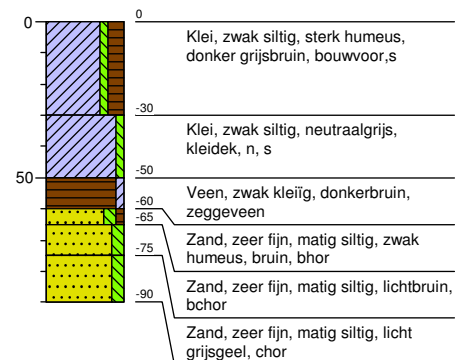 0
0
Klei, zwak siltig, sterk humeus,
donker grijsbruin, bouwvoor,s
-30
Klei, zwak siltig, neutraalgrijs,
kleidek, n, s
50
-50
Veen, zwak kleiïg, donkerbruin,
zeggeveen
-60
Zand, zeer fijn, matig siltig, zwak
humeus, bruin, bhor
-65
Zand, zeer fijn, matig siltig, lichtbruin,
bchor
-75
Zand, zeer fijn, matig siltig, licht
grijsgeel, chor
-90